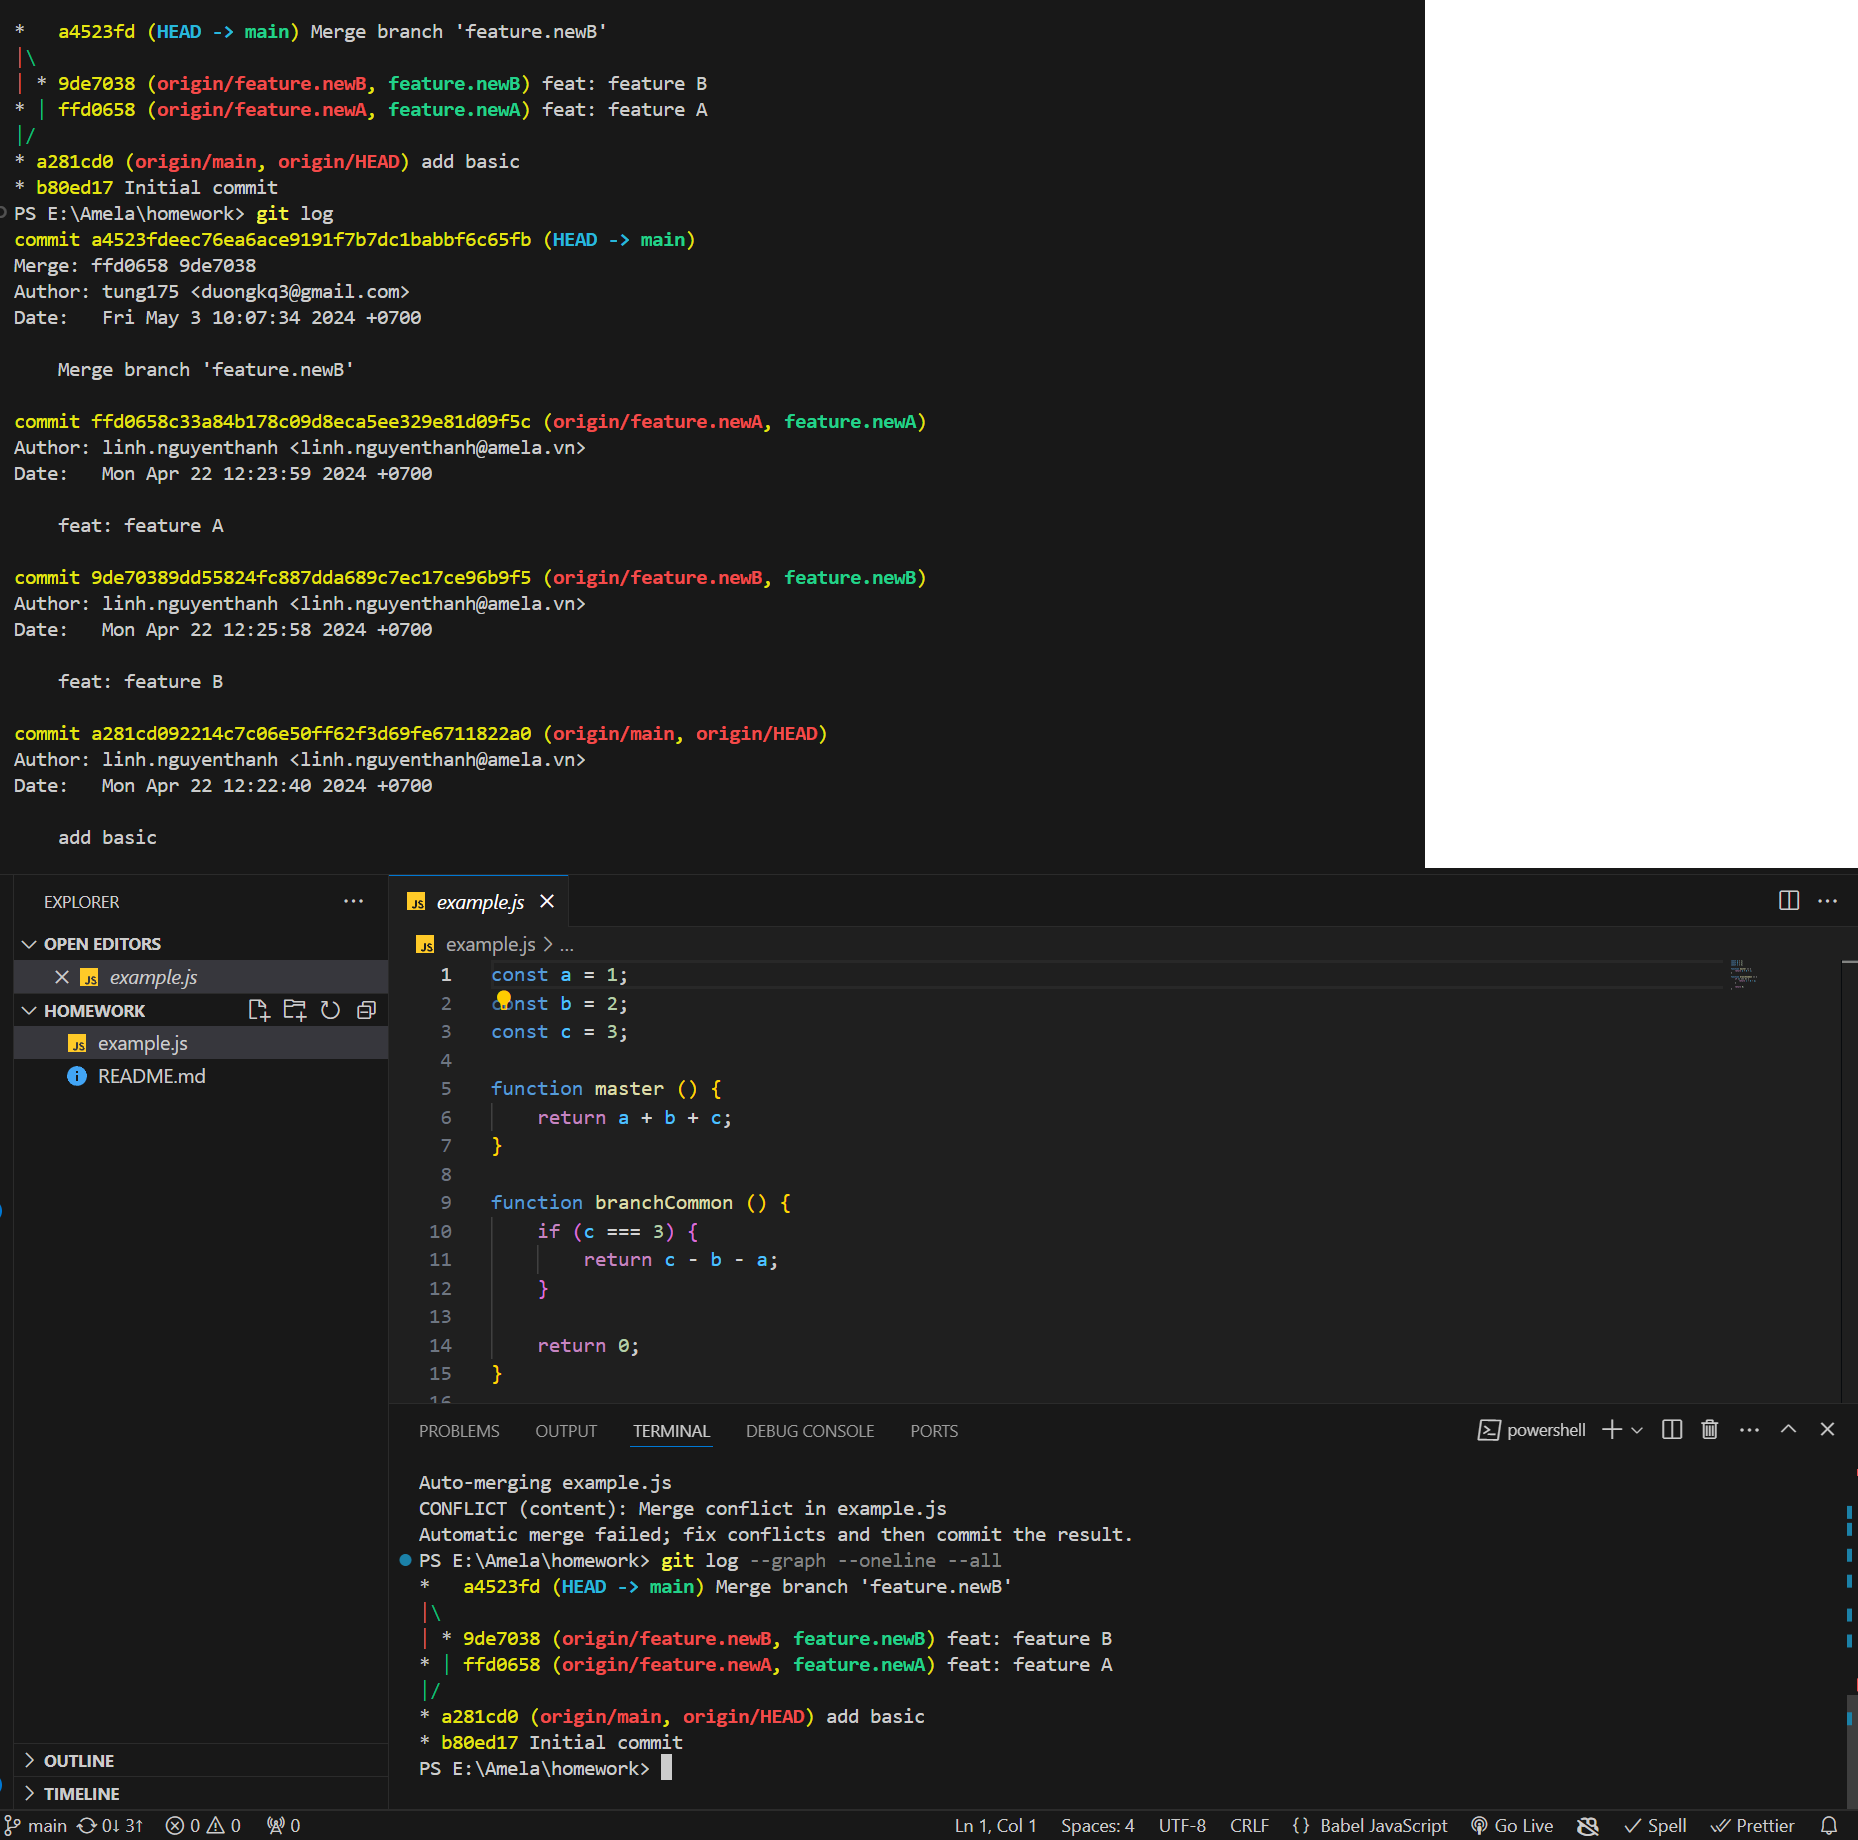 *   a4523fd (HEAD -> main) Merge branch 'feature.newB'
|\
| * 9de7038 (origin/feature.newB, feature.newB) feat: feature B
* | ffd0658 (origin/feature.newA, feature.newA) feat: feature A
|/
* a281cd0 (origin/main, origin/HEAD) add basic
* b80ed17 Initial commit
PS E:\Amela\homework> git log
commit a4523fdeec76ea6ace9191f7b7dc1babbf6c65fb (HEAD -> main)
Merge: ffd0658 9de7038
Author: tung175 <duongkq3@gmail.com>
Date:   Fri May 3 10:07:34 2024 +0700
    Merge branch 'feature.newB'
commit ffd0658c33a84b178c09d8eca5ee329e81d09f5c (origin/feature.newA, feature.newA)
Author: linh.nguyenthanh <linh.nguyenthanh@amela.vn>
Date:   Mon Apr 22 12:23:59 2024 +0700
    feat: feature A
commit 9de70389dd55824fc887dda689c7ec17ce96b9f5 (origin/feature.newB, feature.newB)
Author: linh.nguyenthanh <linh.nguyenthanh@amela.vn>
Date:   Mon Apr 22 12:25:58 2024 +0700
    feat: feature B
commit a281cd092214c7c06e50ff62f3d69fe6711822a0 (origin/main, origin/HEAD)
Author: linh.nguyenthanh <linh.nguyenthanh@amela.vn>
Date:   Mon Apr 22 12:22:40 2024 +0700
    add basic
EXPLORER
OPEN EDITORS
JS example.js
HOMEWORK
JS example.js
README.md
OUTLINE
TIMELINE
JS example.js
JS example.js > ...
1 const a = 1;
2 const b = 2;
3 const c = 3;
4
5 function master () {
6     return a + b + c;
7 }
8
9 function branchCommon () {
10     if (c === 3) {
11         return c - b - a;
12     }
13
14     return 0;
15 }
16
PROBLEMS OUTPUT TERMINAL DEBUG CONSOLE PORTS powershell
Auto-merging example.js
CONFLICT (content): Merge conflict in example.js
Automatic merge failed; fix conflicts and then commit the result.
PS E:\Amela\homework> git log --graph --oneline --all
*   a4523fd (HEAD -> main) Merge branch 'feature.newB'
|\
| * 9de7038 (origin/feature.newB, feature.newB) feat: feature B
* | ffd0658 (origin/feature.newA, feature.newA) feat: feature A
|/
* a281cd0 (origin/main, origin/HEAD) add basic
* b80ed17 Initial commit
PS E:\Amela\homework>
main 0↓ 3↑ 0 0 0 Ln 1, Col 1 Spaces: 4 UTF-8 CRLF {} Babel JavaScript Go Live Spell Prettier